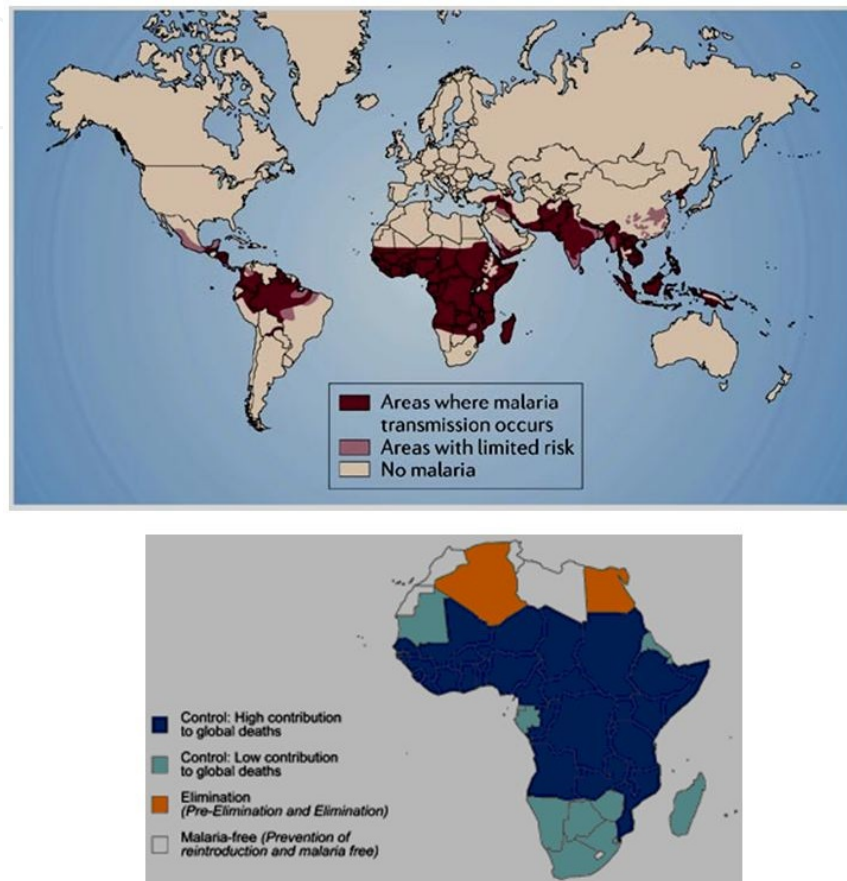 Areas where malaria
transmission occurs
Areas with limited risk
No malaria
Control: High contribution
to global deaths
Control: Low contribution
to global deaths
Elimination
(Pre-Elimination and Elimination)
Malaria-free (Prevention of
reintroduction and malaria free)